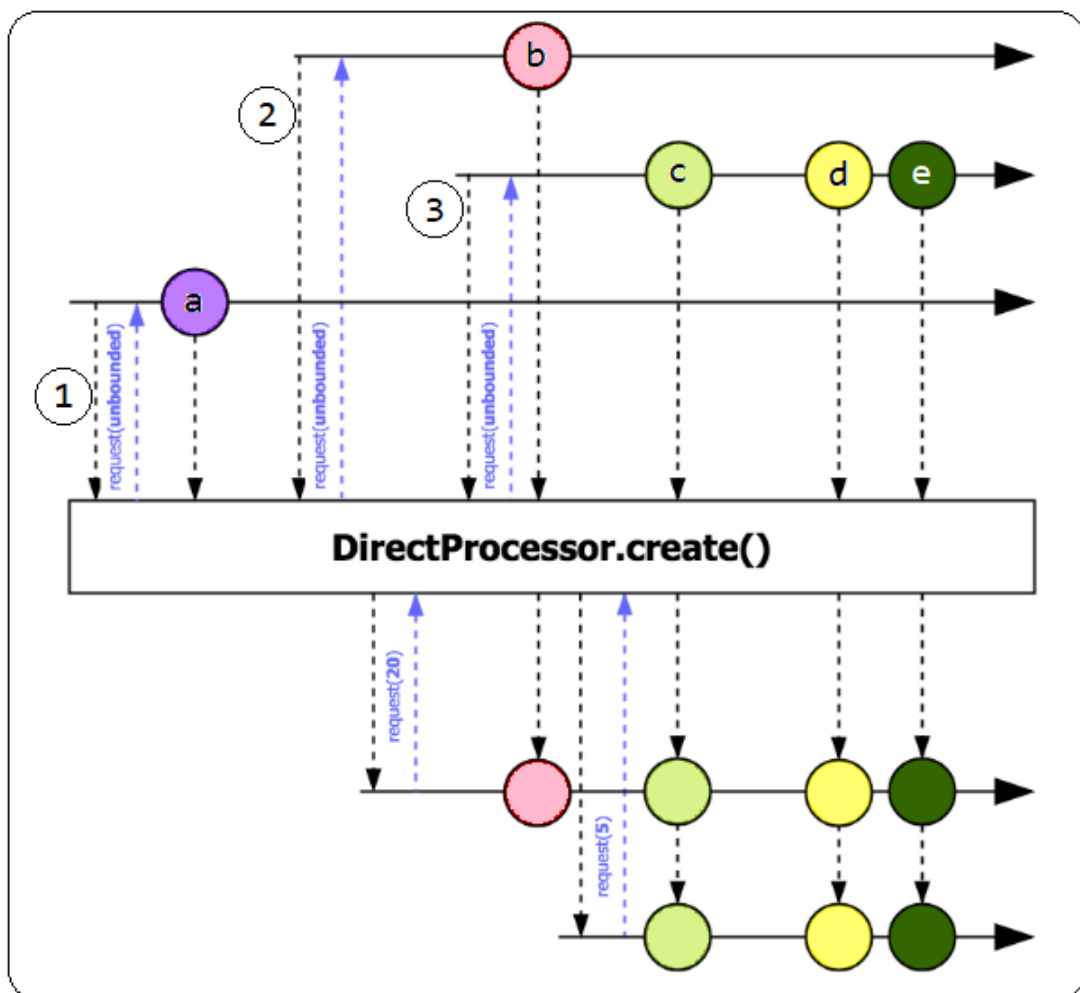 b
2
c
d
e
3
a
request(unbounded)
request(unbounded)
request(unbounded)
1
DirectProcessor.create()
request(20)
request(5)